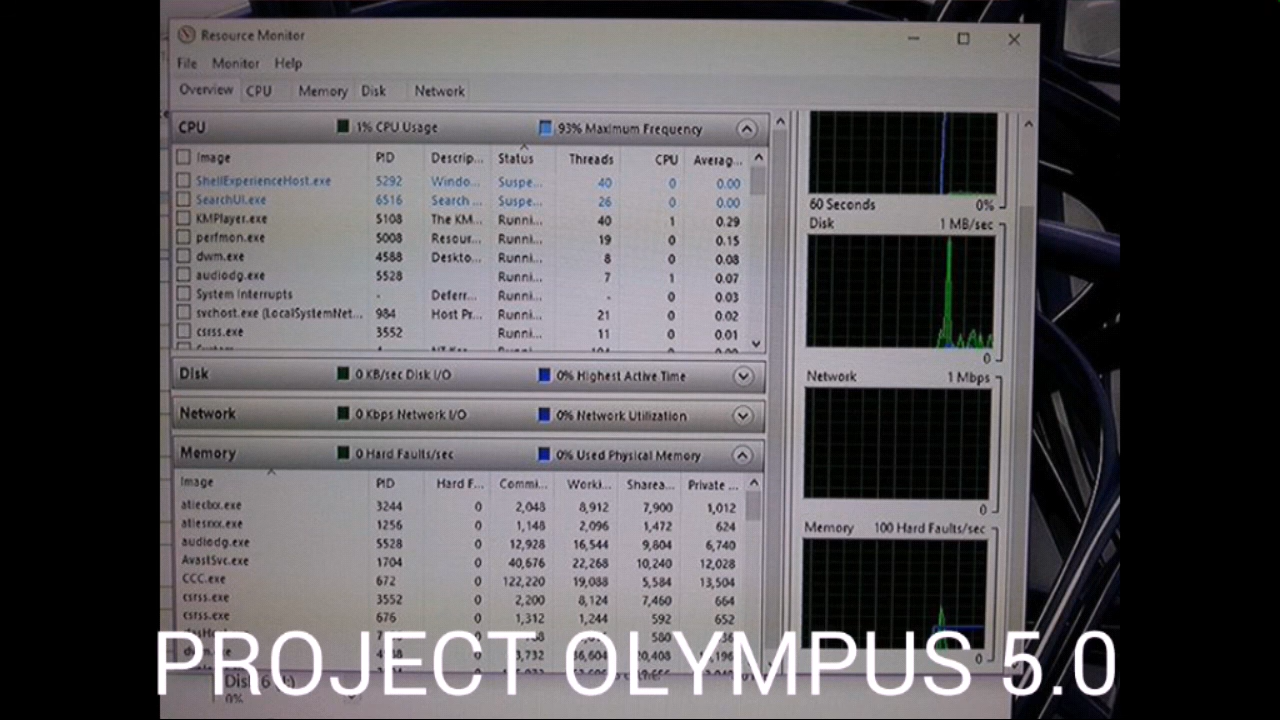 Resource Monitor
File Monitor Help
Overview CPU Memory Disk Network
CPU 1% CPU Usage 93% Maximum Frequency
Image PID Descrip... Status Threads CPU Averag...
ShellExperienceHost.exe 5292 Windo... Suspe... 40 0 0.00
SearchUI.exe 6516 Search ... Suspe... 26 0 0.00
KMPlayer.exe 5108 The KM... Runni... 40 1 0.29
perfmon.exe 5008 Resour... Runni... 19 0 0.15
dwm.exe 4588 Deskto... Runni... 8 0 0.08
audiodg.exe 5528 Runni... 7 1 0.07
System Interrupts - Deferr... Runni... - 0 0.03
svchost.exe (LocalSystemNet... 984 Host Pr... Runni... 21 0 0.02
csrss.exe 3552 Runni... 11 0 0.01
Disk 0 KB/sec Disk I/O 0% Highest Active Time
Network 0 Kbps Network I/O 0% Network Utilization
Memory 0 Hard Faults/sec 0% Used Physical Memory
Image PID Hard F... Commi... Worki... Sharea... Private ...
atieclxx.exe 3244 0 2,048 8,912 7,900 1,012
atiesrxx.exe 1256 0 1,148 2,096 1,472 624
audiodg.exe 5528 0 12,928 16,544 9,804 6,740
AvastSvc.exe 1704 0 40,676 22,268 10,240 12,028
CCC.exe 672 0 122,220 19,088 5,584 13,504
csrss.exe 3552 0 2,200 8,124 7,460 664
csrss.exe 676 0 1,312 1,244 592 652
60 Seconds 0%
Disk 1 MB/sec
0
Network 1 Mbps
0
Memory 100 Hard Faults/sec
0
PROJECT OLYMPUS 5.0
0%